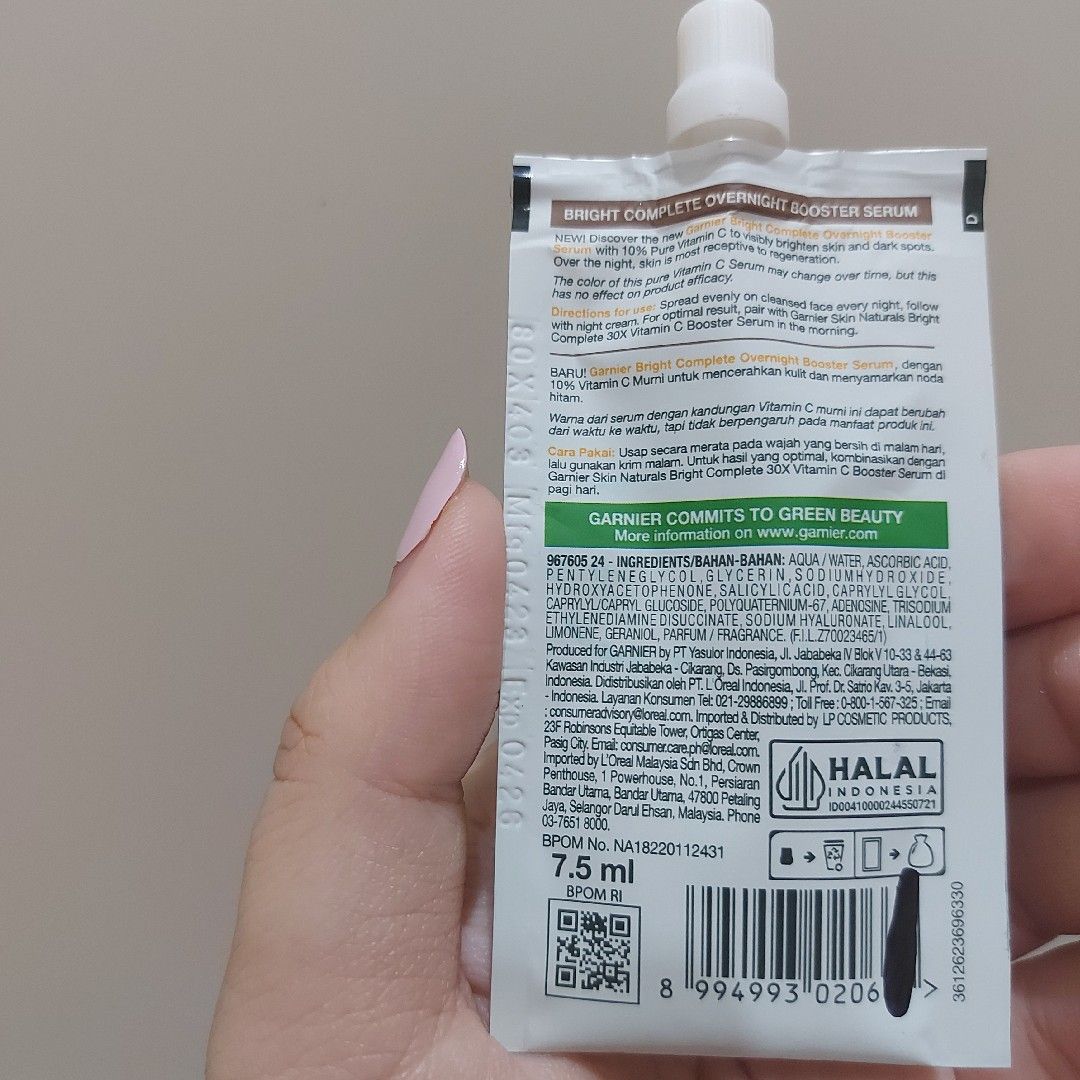 BRIGHT COMPLETE OVERNIGHT BOOSTER SERUM
NEW! Discover the new Garnier Bright Complete Overnight Booster
Serum with 10% Pure Vitamin C to visibly brighten skin and dark spots.
Over the night, skin is most receptive to regeneration.
The color of this pure Vitamin C Serum may change over time, but this
has no effect on product efficacy.
Directions for use: Spread evenly on cleansed face every night, follow
with night cream. For optimal result, pair with Garnier Skin Naturals Bright
Complete 30X Vitamin C Booster Serum in the morning.
BARU! Garnier Bright Complete Overnight Booster Serum, dengan
10% Vitamin C Murni untuk mencerahkan kulit dan menyamarkan noda
hitam.
Warna dari serum dengan kandungan Vitamin C murni ini dapat berubah
dari waktu ke waktu, tapi tidak berpengaruh pada manfaat produk ini.
Cara Pakai: Usap secara merata pada wajah yang bersih di malam hari,
lalu gunakan krim malam. Untuk hasil yang optimal, kombinasikan dengan
Garnier Skin Naturals Bright Complete 30X Vitamin C Booster Serum di
pagi hari.
GARNIER COMMITS TO GREEN BEAUTY
More information on www.garnier.com
967605 24 - INGREDIENTS/BAHAN-BAHAN: AQUA / WATER, ASCORBIC ACID,
PENTYLENE GLYCOL, GLYCERIN, SODIUM HYDROXIDE,
HYDROXYACETOPHENONE, SALICYLIC ACID, CAPRYLYL GLYCOL,
CAPRYLYL/CAPRYL GLUCOSIDE, POLYQUATERNIUM-67, ADENOSINE, TRISODIUM
ETHYLENEDIAMINE DISUCCINATE, SODIUM HYALURONATE, LINALOOL,
LIMONENE, GERANIOL, PARFUM / FRAGRANCE. (F.I.L.Z70023465/1)
Produced for GARNIER by PT Yasulor Indonesia, Jl. Jababeka IV Blok V 10-33 & 44-63
Kawasan Industri Jababeka - Cikarang, Ds. Pasirgombong, Kec. Cikarang Utara - Bekasi,
Indonesia. Didistribusikan oleh PT. L'Oreal Indonesia, Jl. Prof. Dr. Satrio Kav. 3-5, Jakarta
- Indonesia. Layanan Konsumen Tel: 021-29886899 ; Toll Free : 0-800-1-567-325 ; Email
: consumeradvisory@loreal.com. Imported & Distributed by LP COSMETIC PRODUCTS,
23F Robinsons Equitable Tower, Ortigas Center,
Pasig City. Email: consumer.care.ph@loreal.com.
Imported by L'Oreal Malaysia Sdn Bhd, Crown
Penthouse, 1 Powerhouse, No.1, Persiaran
Bandar Utama, Bandar Utama, 47800 Petaling
Jaya, Selangor Darul Ehsan, Malaysia. Phone
03-7651 8000.
HALAL
INDONESIA
ID00410000244550721
BPOM No. NA18220112431
7.5 ml
BPOM RI
8 994993 0206 >
3612623696330
80X403 Mfg0423 Exp 0426
D